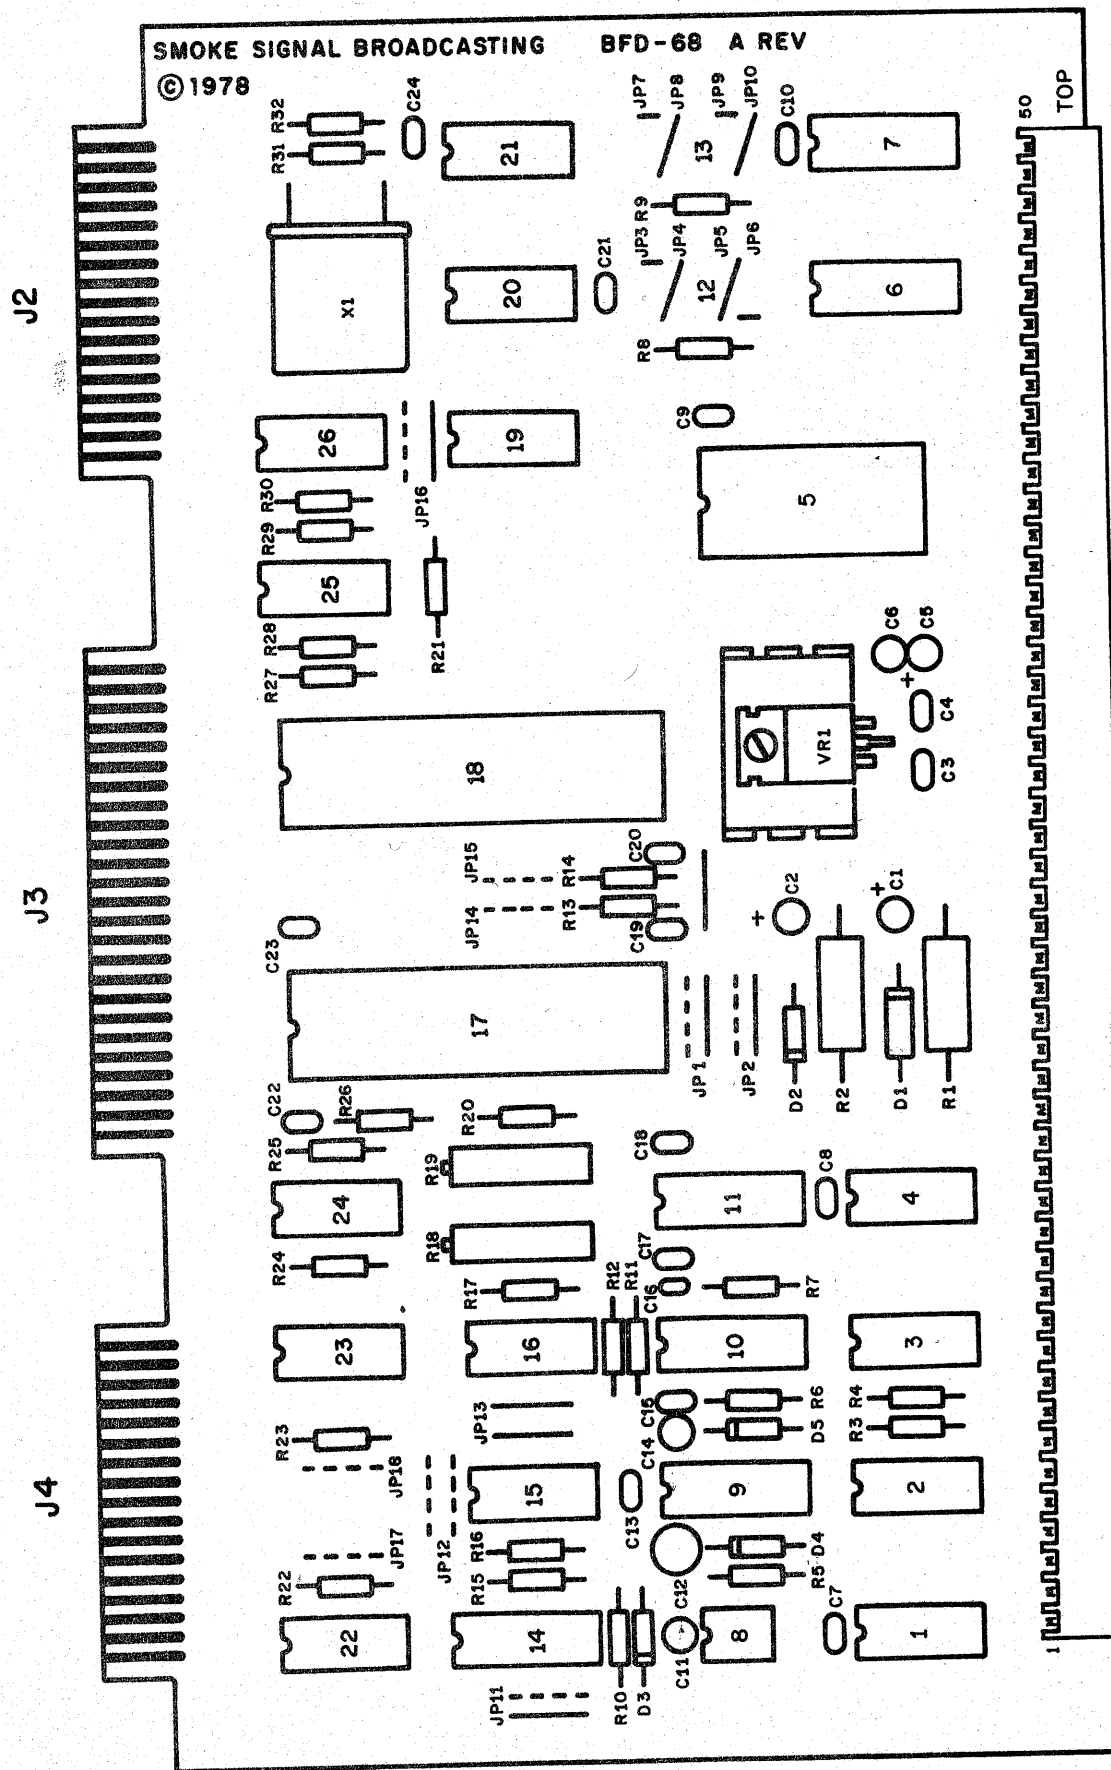 SMOKE SIGNAL BROADCASTING BFD-68 A REV
©1978
J2
J3
J4
TOP
50
1
R32
R31
C24
21
JP7
JP8
JP9
JP10
C10
13
7
X1
20
C21
R9
JP3
JP4
JP5
JP6
12
6
R8
26
19
JP16
C9
5
R30
R29
25
R21
R28
R27
C6
C5
+
C4
C3
VR1
18
JP15
JP14
R14
R13
C20
C19
C23
17
+
C2
+
C1
JP1
JP2
D2
R2
D1
R1
C22
R26
R25
R20
R19
R18
24
R24
C18
11
C8
4
C17
C16
R12
R11
R17
R7
23
16
10
3
JP13
C15
C14
R6
D5
R4
R3
R23
JP18
JP17
JP12
15
C13
9
2
R22
R16
R15
C12
D4
R5
C7
22
14
C11
8
1
JP11
R10
D3